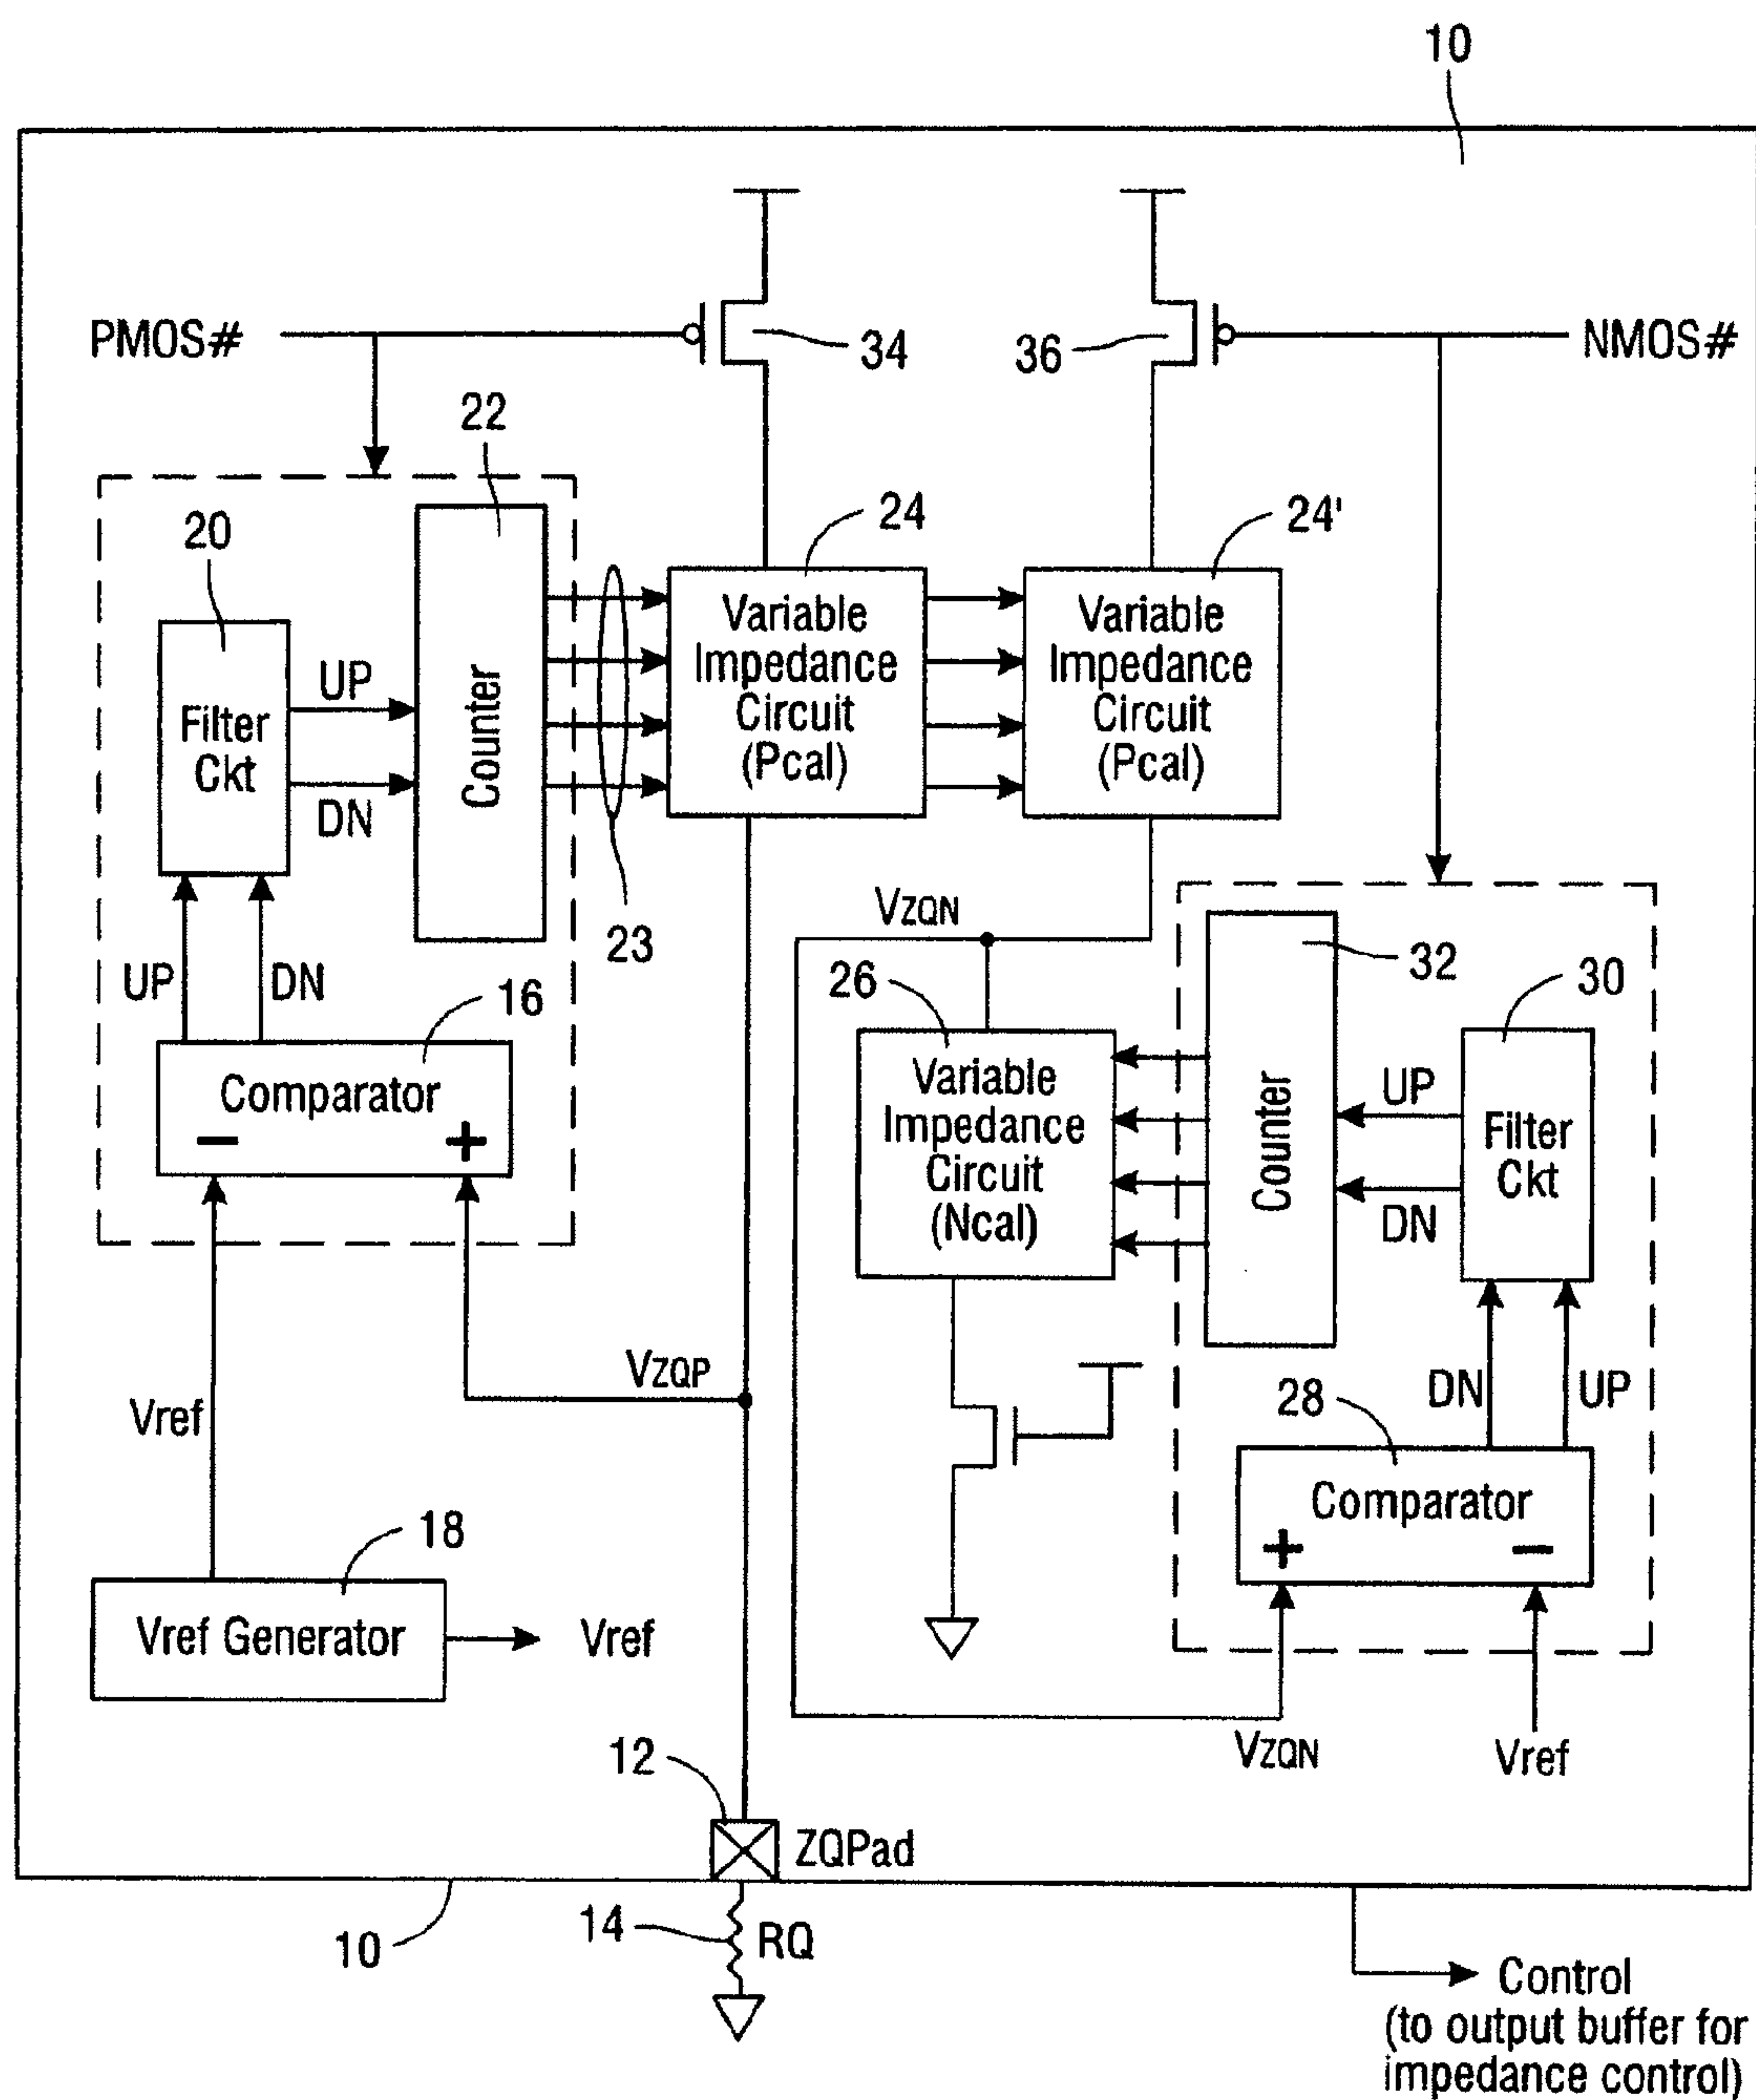 10
PMOS#
34
36
NMOS#
22
24
24'
20
Variable
Impedance
Circuit
(Pcal)
Variable
Impedance
Circuit
(Pcal)
Filter
Ckt
UP
DN
Counter
23
VZQN
UP
DN
16
Comparator
− +
26
Variable
Impedance
Circuit
(Ncal)
32
Counter
30
UP
DN
Filter
Ckt
VZQP
Vref
DN
UP
28
Comparator
+ −
18
Vref Generator
Vref
VZQN
Vref
12
ZQPad
10
14
RQ
Control
(to output buffer for
impedance control)